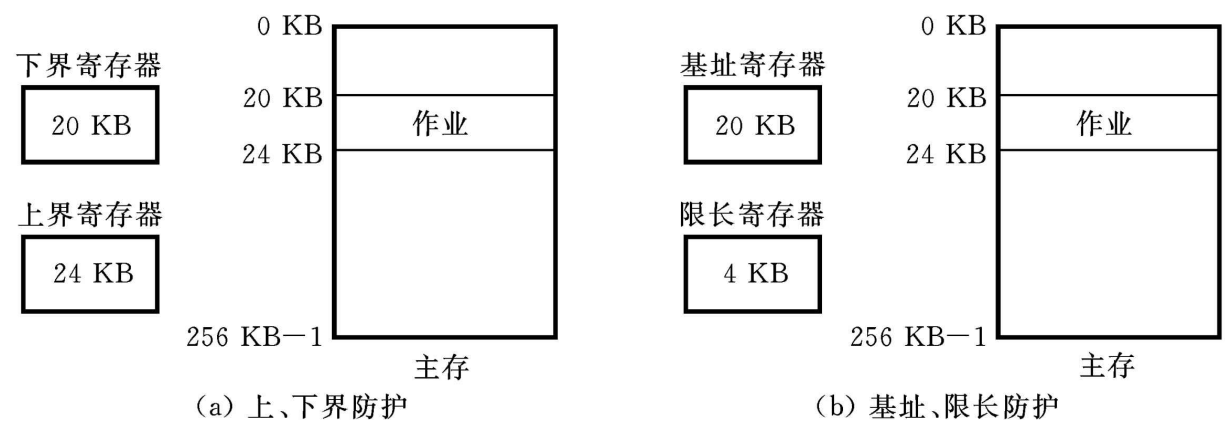 0 KB
下界寄存器
20 KB
20 KB
作业
24 KB
上界寄存器
24 KB
256 KB-1
主存
(a) 上、下界防护
0 KB
基址寄存器
20 KB
20 KB
作业
24 KB
限长寄存器
4 KB
256 KB-1
主存
(b) 基址、限长防护